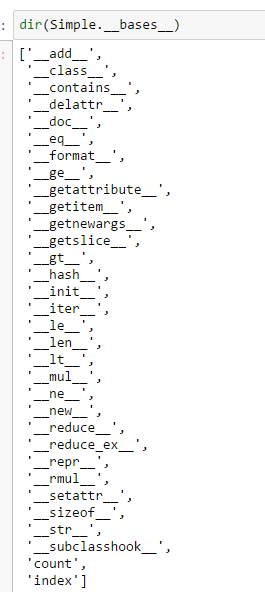 : dir(Simple.__bases__)
: ['__add__',
'__class__',
'__contains__',
'__delattr__',
'__doc__',
'__eq__',
'__format__',
'__ge__',
'__getattribute__',
'__getitem__',
'__getnewargs__',
'__getslice__',
'__gt__',
'__hash__',
'__init__',
'__iter__',
'__le__',
'__len__',
'__lt__',
'__mul__',
'__ne__',
'__new__',
'__reduce__',
'__reduce_ex__',
'__repr__',
'__rmul__',
'__setattr__',
'__sizeof__',
'__str__',
'__subclasshook__',
'count',
'index']